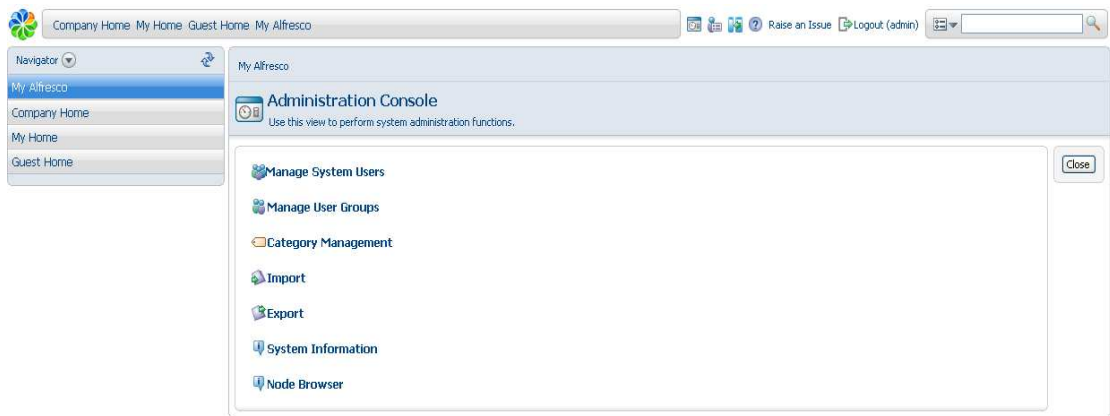 Company Home My Home Guest Home My Alfresco
Raise an Issue Logout (admin)
Navigator
My Alfresco
Company Home
My Home
Guest Home
My Alfresco
Administration Console
Use this view to perform system administration functions.
Close
Manage System Users
Manage User Groups
Category Management
Import
Export
System Information
Node Browser